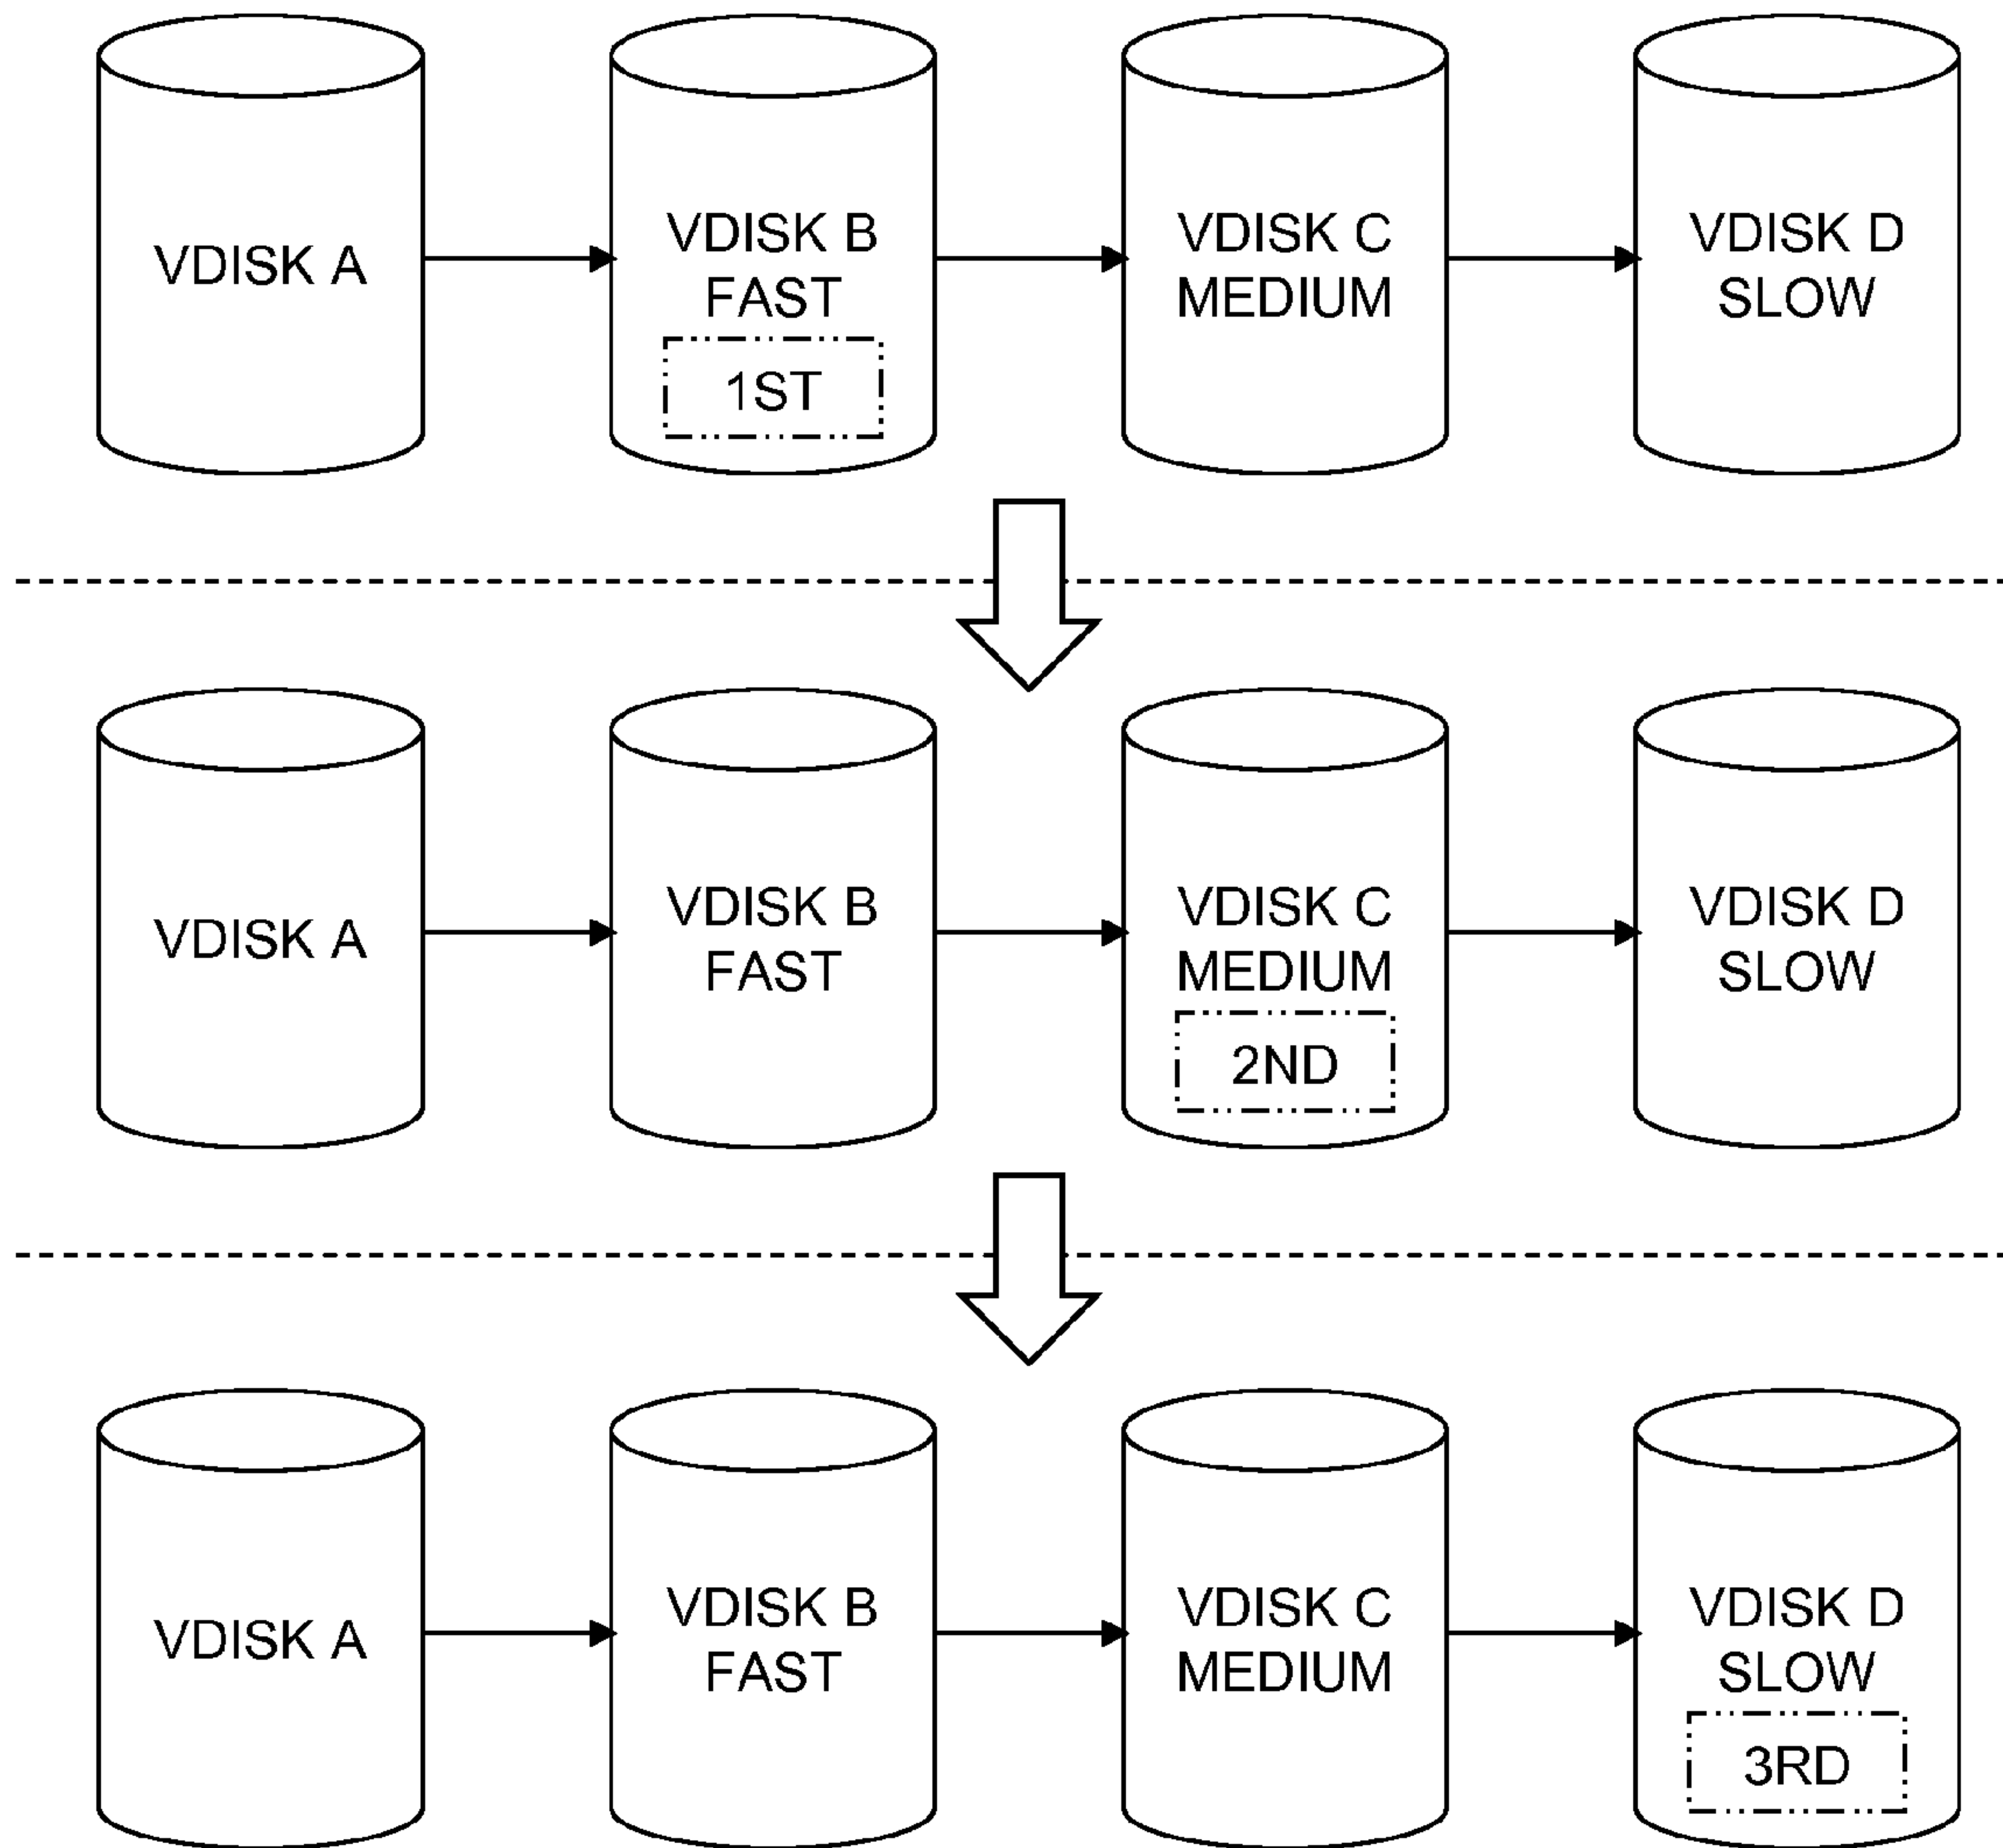 VDISK A
VDISK B
FAST
1ST
VDISK C
MEDIUM
VDISK D
SLOW
VDISK A
VDISK B
FAST
VDISK C
MEDIUM
2ND
VDISK D
SLOW
VDISK A
VDISK B
FAST
VDISK C
MEDIUM
VDISK D
SLOW
3RD